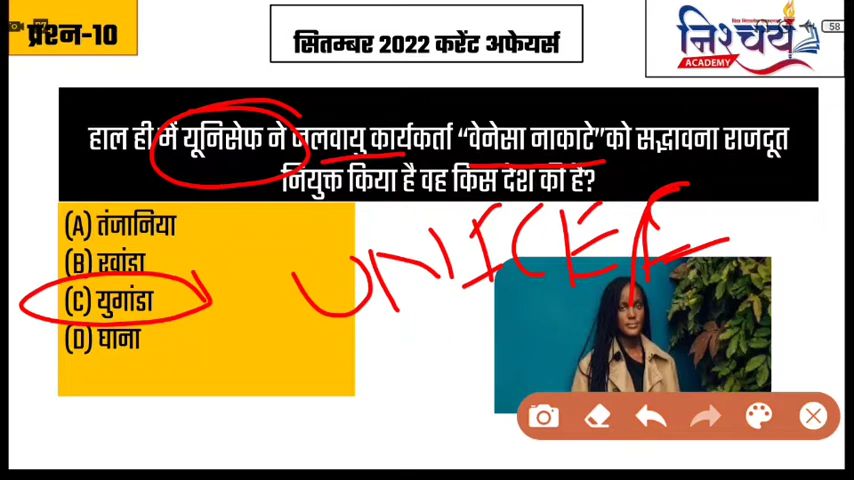 प्रश्न-10
सितम्बर 2022 करेंट अफेयर्स
निश्चय
ACADEMY
58
हाल ही में यूनिसेफ ने जलवायु कार्यकर्ता “वेनेसा नाकाटे”को सद्भावना राजदूत
नियुक्त किया है वह किस देश की है?
(A) तंजानिया
(B) रवांडा
(C) युगांडा
(D) घाना
UNICEF